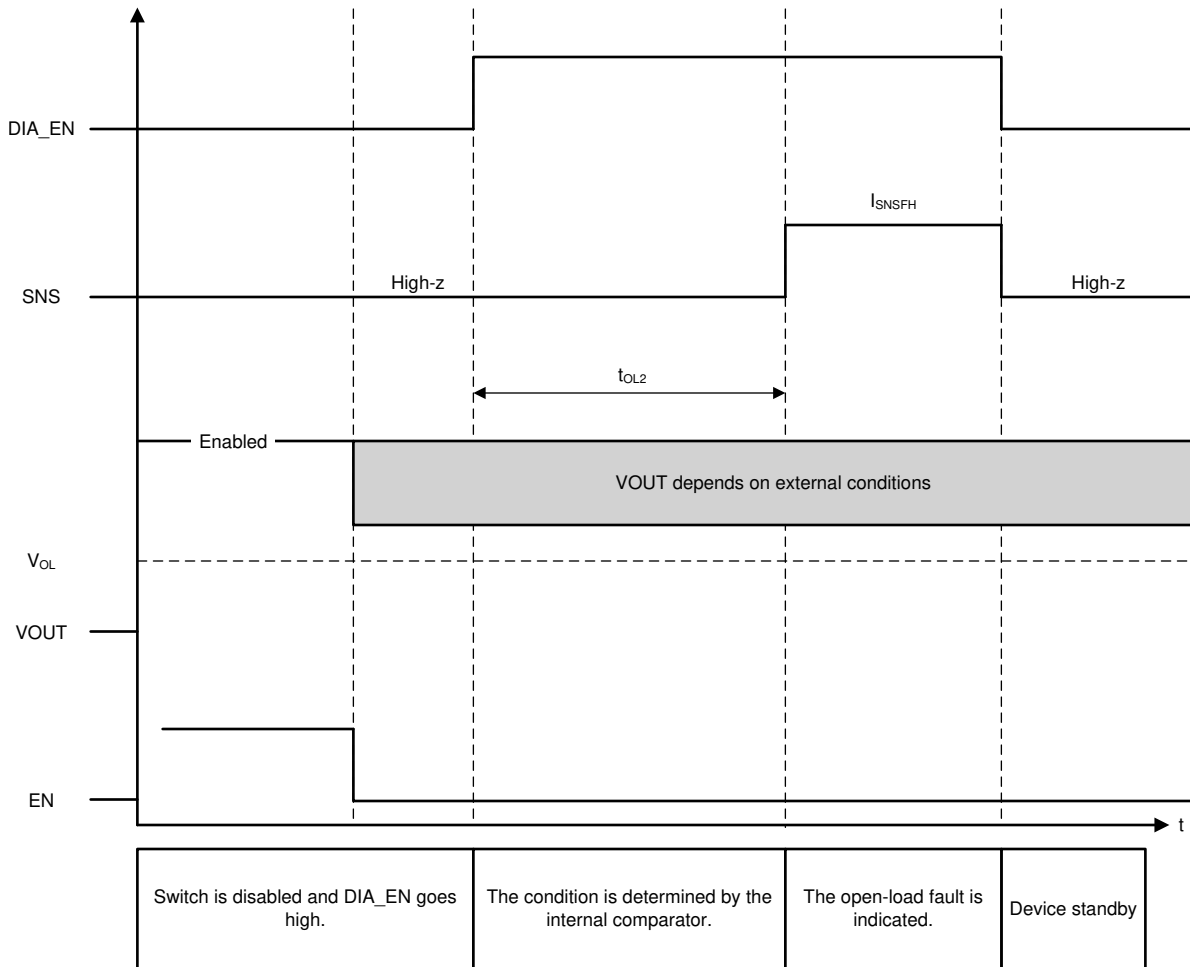 DIA_EN
I_SNSFH
High-z
High-z
SNS
t_OL2
Enabled
VOUT depends on external conditions
V_OL
VOUT
EN
t
Switch is disabled and DIA_EN goes
high.
The condition is determined by the
internal comparator.
The open-load fault is
indicated.
Device standby